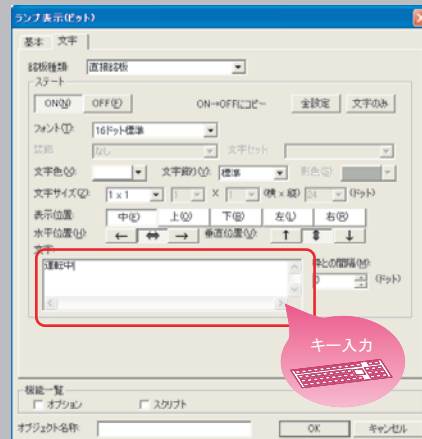 ランプ表示(ビット)
基本 文字
銘板種類: 直接銘板
ステート
ON(N) OFF(F) ON→OFFにコピー 全設定 文字のみ
フォント(T): 16ドット標準
なし 文字セット:
文字色(X): 文字飾り(Y): 標準 影色(S):
文字サイズ(Z): 1 x 1 1 X 1 (横 x 縦) 24 (ドット)
表示位置: 中(E) 上(O) 下(B) 左(L) 右(R)
水平位置(H): ← ⇔ → 垂直位置(V): ↑ ↕ ↓
文字: 枠との間隔(M):
運転中 0 (ドット)
キー入力
機能一覧
オプション スクリプト
オブジェクト名称: OK キャンセル